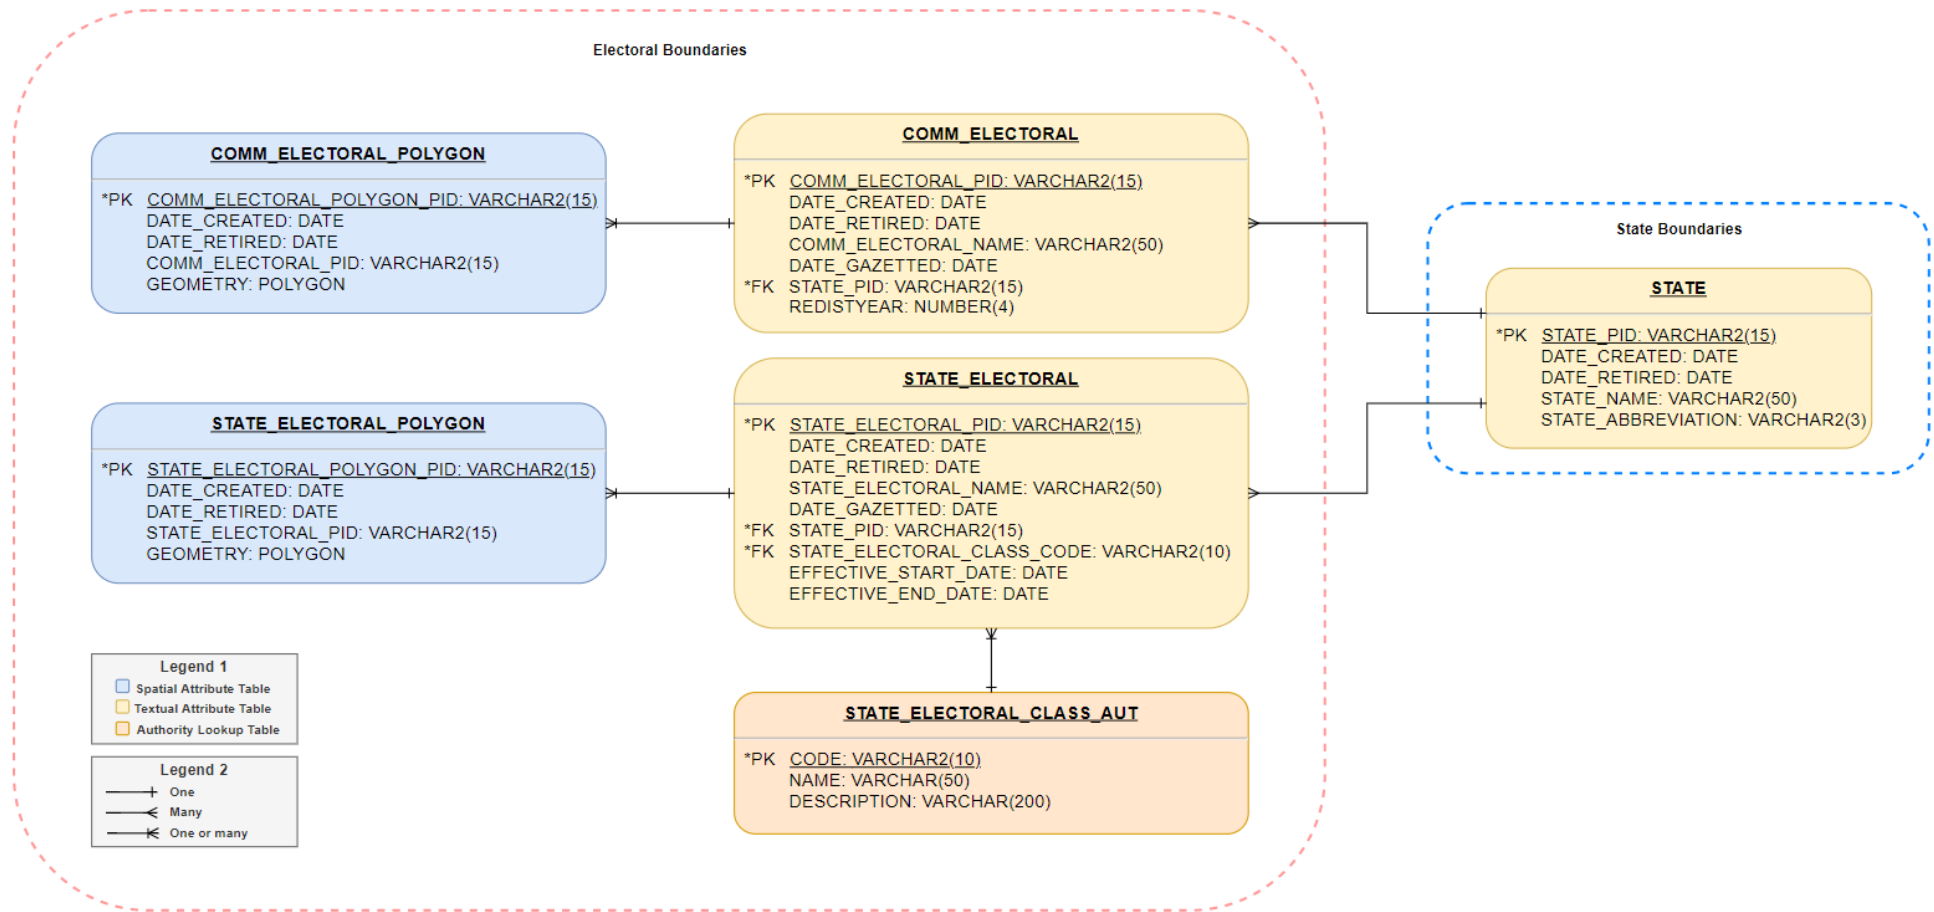 Electoral Boundaries
COMM_ELECTORAL_POLYGON
*PK COMM_ELECTORAL_POLYGON_PID: VARCHAR2(15)
DATE_CREATED: DATE
DATE_RETIRED: DATE
COMM_ELECTORAL_PID: VARCHAR2(15)
GEOMETRY: POLYGON
COMM_ELECTORAL
*PK COMM_ELECTORAL_PID: VARCHAR2(15)
DATE_CREATED: DATE
DATE_RETIRED: DATE
COMM_ELECTORAL_NAME: VARCHAR2(50)
DATE_GAZETTED: DATE
*FK STATE_PID: VARCHAR2(15)
REDISTYEAR: NUMBER(4)
State Boundaries
STATE
*PK STATE_PID: VARCHAR2(15)
DATE_CREATED: DATE
DATE_RETIRED: DATE
STATE_NAME: VARCHAR2(50)
STATE_ABBREVIATION: VARCHAR2(3)
STATE_ELECTORAL_POLYGON
*PK STATE_ELECTORAL_POLYGON_PID: VARCHAR2(15)
DATE_CREATED: DATE
DATE_RETIRED: DATE
STATE_ELECTORAL_PID: VARCHAR2(15)
GEOMETRY: POLYGON
STATE_ELECTORAL
*PK STATE_ELECTORAL_PID: VARCHAR2(15)
DATE_CREATED: DATE
DATE_RETIRED: DATE
STATE_ELECTORAL_NAME: VARCHAR2(50)
DATE_GAZETTED: DATE
*FK STATE_PID: VARCHAR2(15)
*FK STATE_ELECTORAL_CLASS_CODE: VARCHAR2(10)
EFFECTIVE_START_DATE: DATE
EFFECTIVE_END_DATE: DATE
Legend 1
Spatial Attribute Table
Textual Attribute Table
Authority Lookup Table
Legend 2
One
Many
One or many
STATE_ELECTORAL_CLASS_AUT
*PK CODE: VARCHAR2(10)
NAME: VARCHAR(50)
DESCRIPTION: VARCHAR(200)